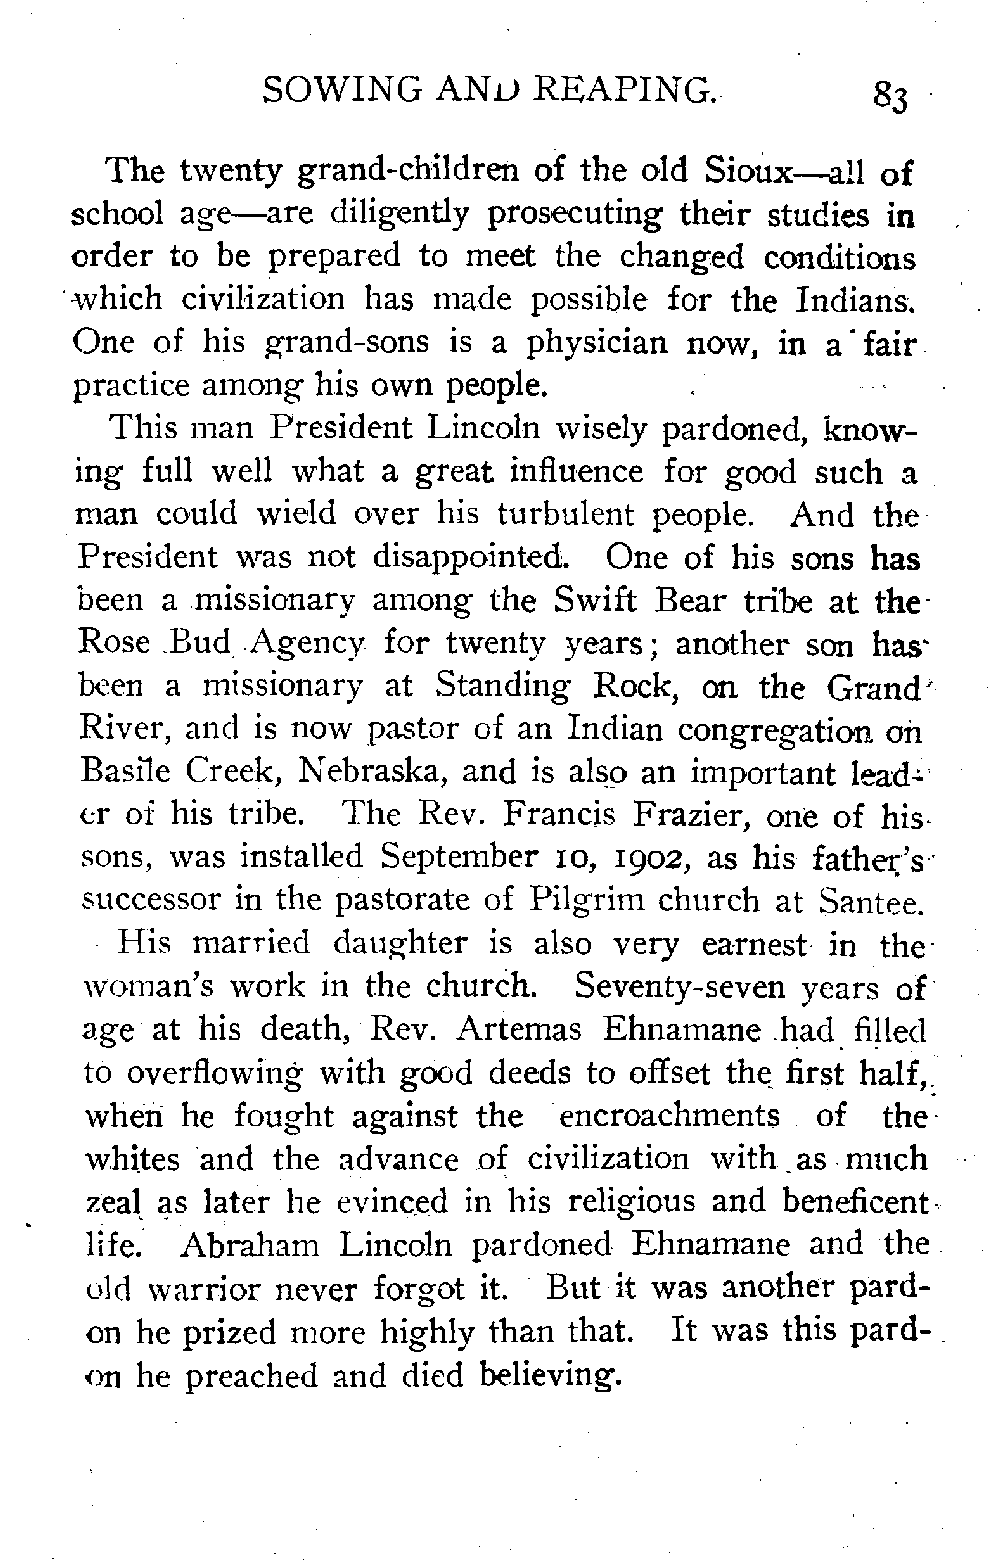 SOWING AND REAPING. 83
The twenty grand-children of the old Sioux—all of
school age—are diligently prosecuting their studies in
order to be prepared to meet the changed conditions
which civilization has made possible for the Indians.
One of his grand-sons is a physician now, in a fair
practice among his own people.
This man President Lincoln wisely pardoned, know-
ing full well what a great influence for good such a
man could wield over his turbulent people. And the
President was not disappointed. One of his sons has
been a missionary among the Swift Bear tribe at the
Rose Bud Agency for twenty years; another son has
been a missionary at Standing Rock, on the Grand
River, and is now pastor of an Indian congregation on
Basile Creek, Nebraska, and is also an important lead-
er of his tribe. The Rev. Francis Frazier, one of his
sons, was installed September 10, 1902, as his father's
successor in the pastorate of Pilgrim church at Santee.
His married daughter is also very earnest in the
woman's work in the church. Seventy-seven years of
age at his death, Rev. Artemas Ehnamane had filled
to overflowing with good deeds to offset the first half,
when he fought against the encroachments of the
whites and the advance of civilization with as much
zeal as later he evinced in his religious and beneficent
life. Abraham Lincoln pardoned Ehnamane and the
old warrior never forgot it. But it was another pard-
on he prized more highly than that. It was this pard-
on he preached and died believing.